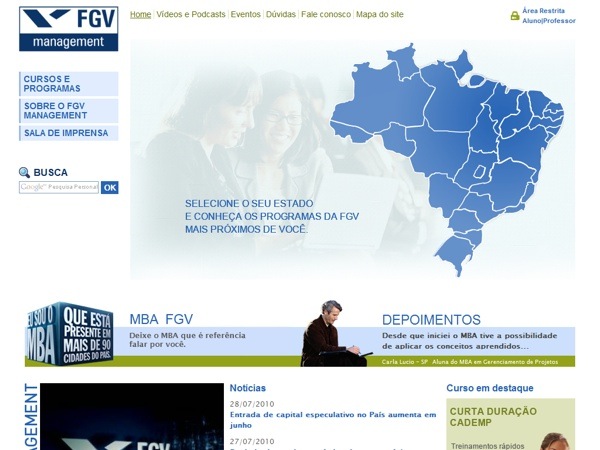 FGV
management
Home | Vídeos e Podcasts | Eventos | Dúvidas | Fale conosco | Mapa do site
Área Restrita
Aluno|Professor
CURSOS E
PROGRAMAS
SOBRE O FGV
MANAGEMENT
SALA DE IMPRENSA
BUSCA
Google Pesquisa Personal
OK
SELECIONE O SEU ESTADO
E CONHEÇA OS PROGRAMAS DA FGV
MAIS PRÓXIMOS DE VOCÊ.
EU SOU O
MBA
QUE ESTÁ
PRESENTE EM
MAIS DE 90
CIDADES DO PAÍS.
MBA FGV
Deixe o MBA que é referência
falar por você.
DEPOIMENTOS
Desde que iniciei o MBA tive a possibilidade
de aplicar os conceitos aprendidos...
Carla Lucio – SP Aluna do MBA em Gerenciamento de Projetos
FGV
Notícias
28/07/2010
Entrada de capital especulativo no País aumenta em
junho
27/07/2010
Curso em destaque
CURTA DURAÇÃO
CADEMP
Treinamentos rápidos